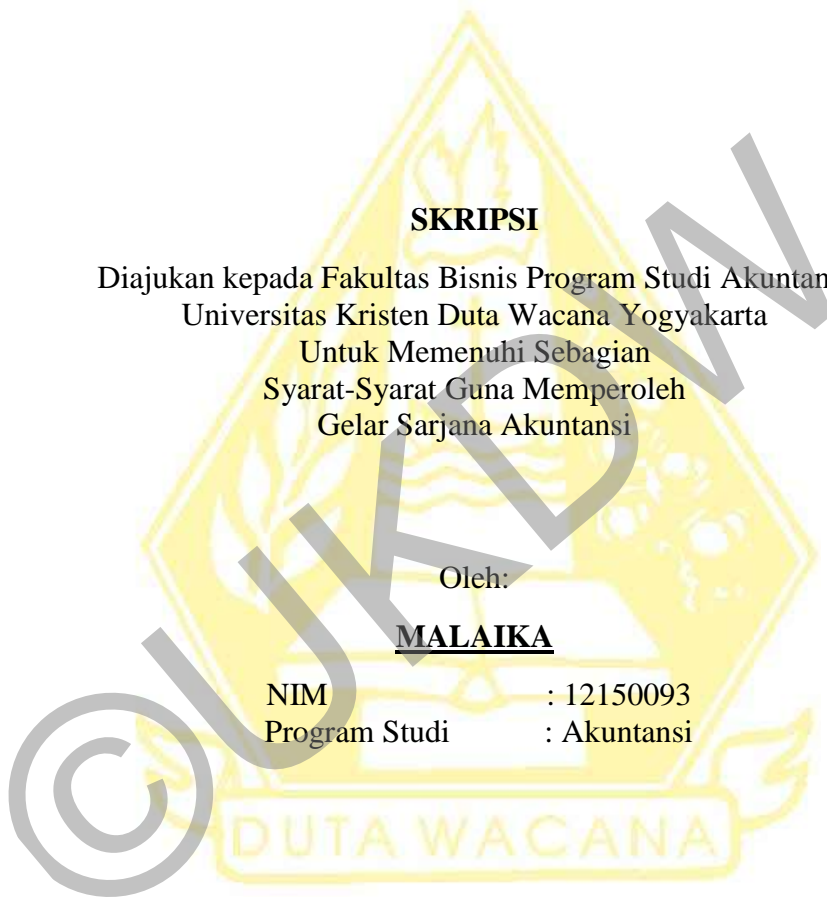 SKRIPSI
Diajukan kepada Fakultas Bisnis Program Studi Akuntan
Universitas Kristen Duta Wacana Yogyakarta
Untuk Memenuhi Sebagian
Syarat-Syarat Guna Memperoleh
Gelar Sarjana Akuntansi
Oleh:
MALAIKA
NIM : 12150093
Program Studi : Akuntansi
DUTA WACANA
©UKDW